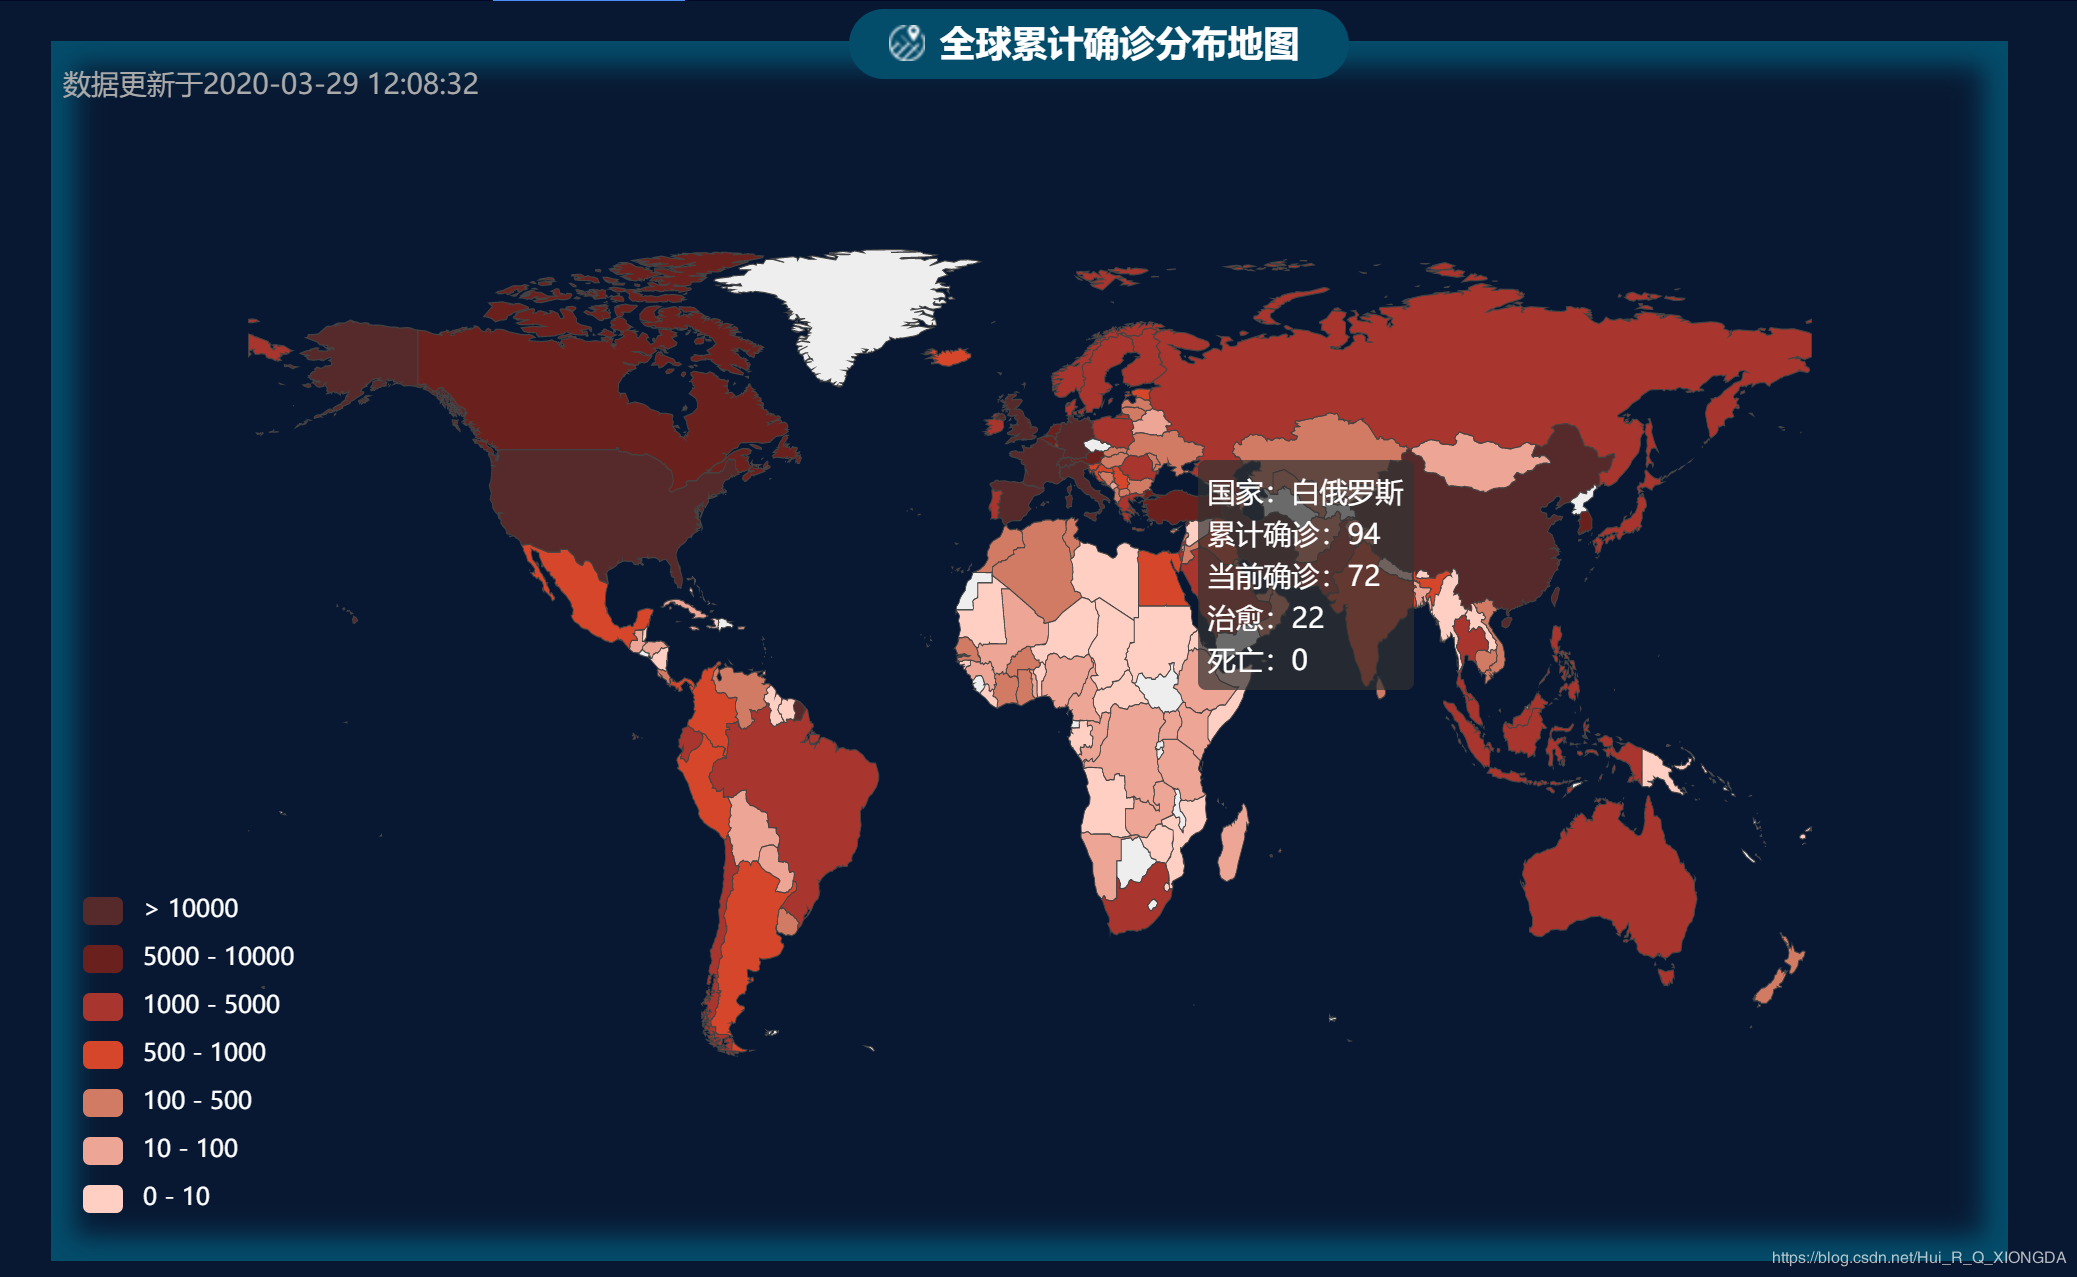 全球累计确诊分布地图
数据更新于2020-03-29 12:08:32
国家：白俄罗斯
累计确诊：94
当前确诊：72
治愈：22
死亡：0
> 10000
5000 - 10000
1000 - 5000
500 - 1000
100 - 500
10 - 100
0 - 10
https://blog.csdn.net/Hui_R_Q_XIONGDA